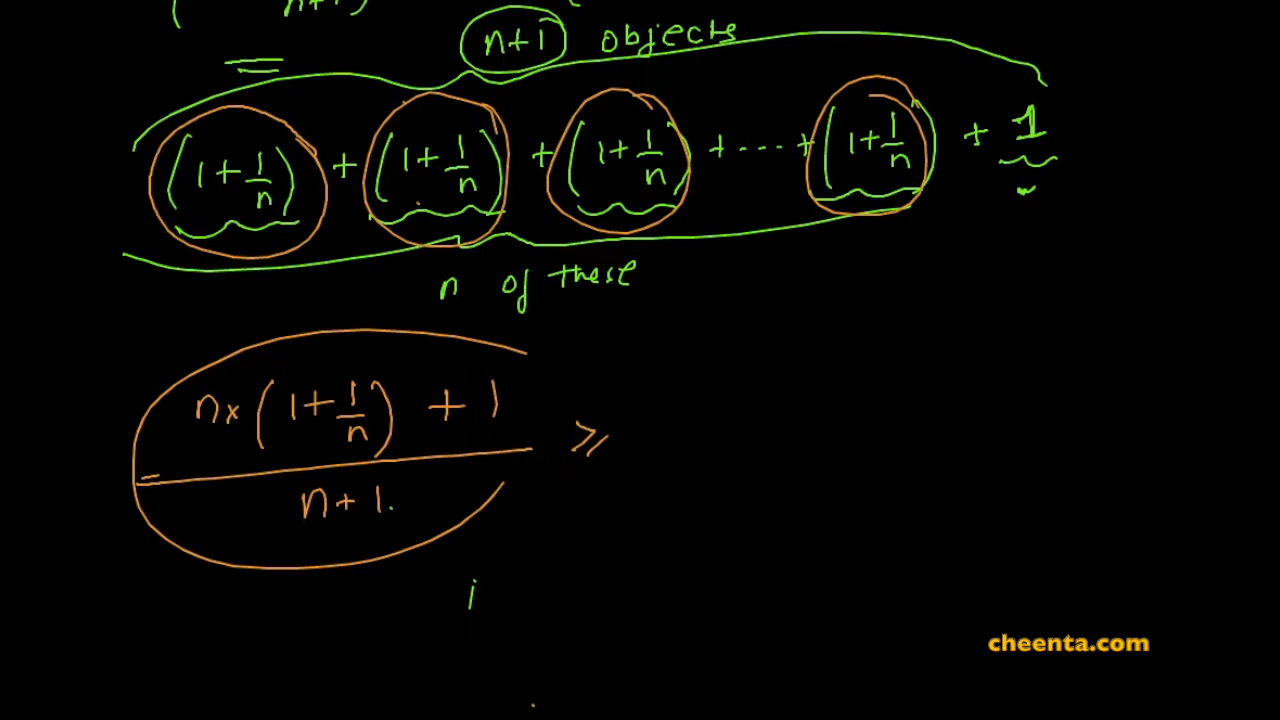 n+1)
n+1 objects
(1+1/n) + (1+1/n) + (1+1/n) + ---- + (1+1/n) + 1
n of these
n×(1+1/n) + 1
= ⩾
n+1.
i
cheenta.com